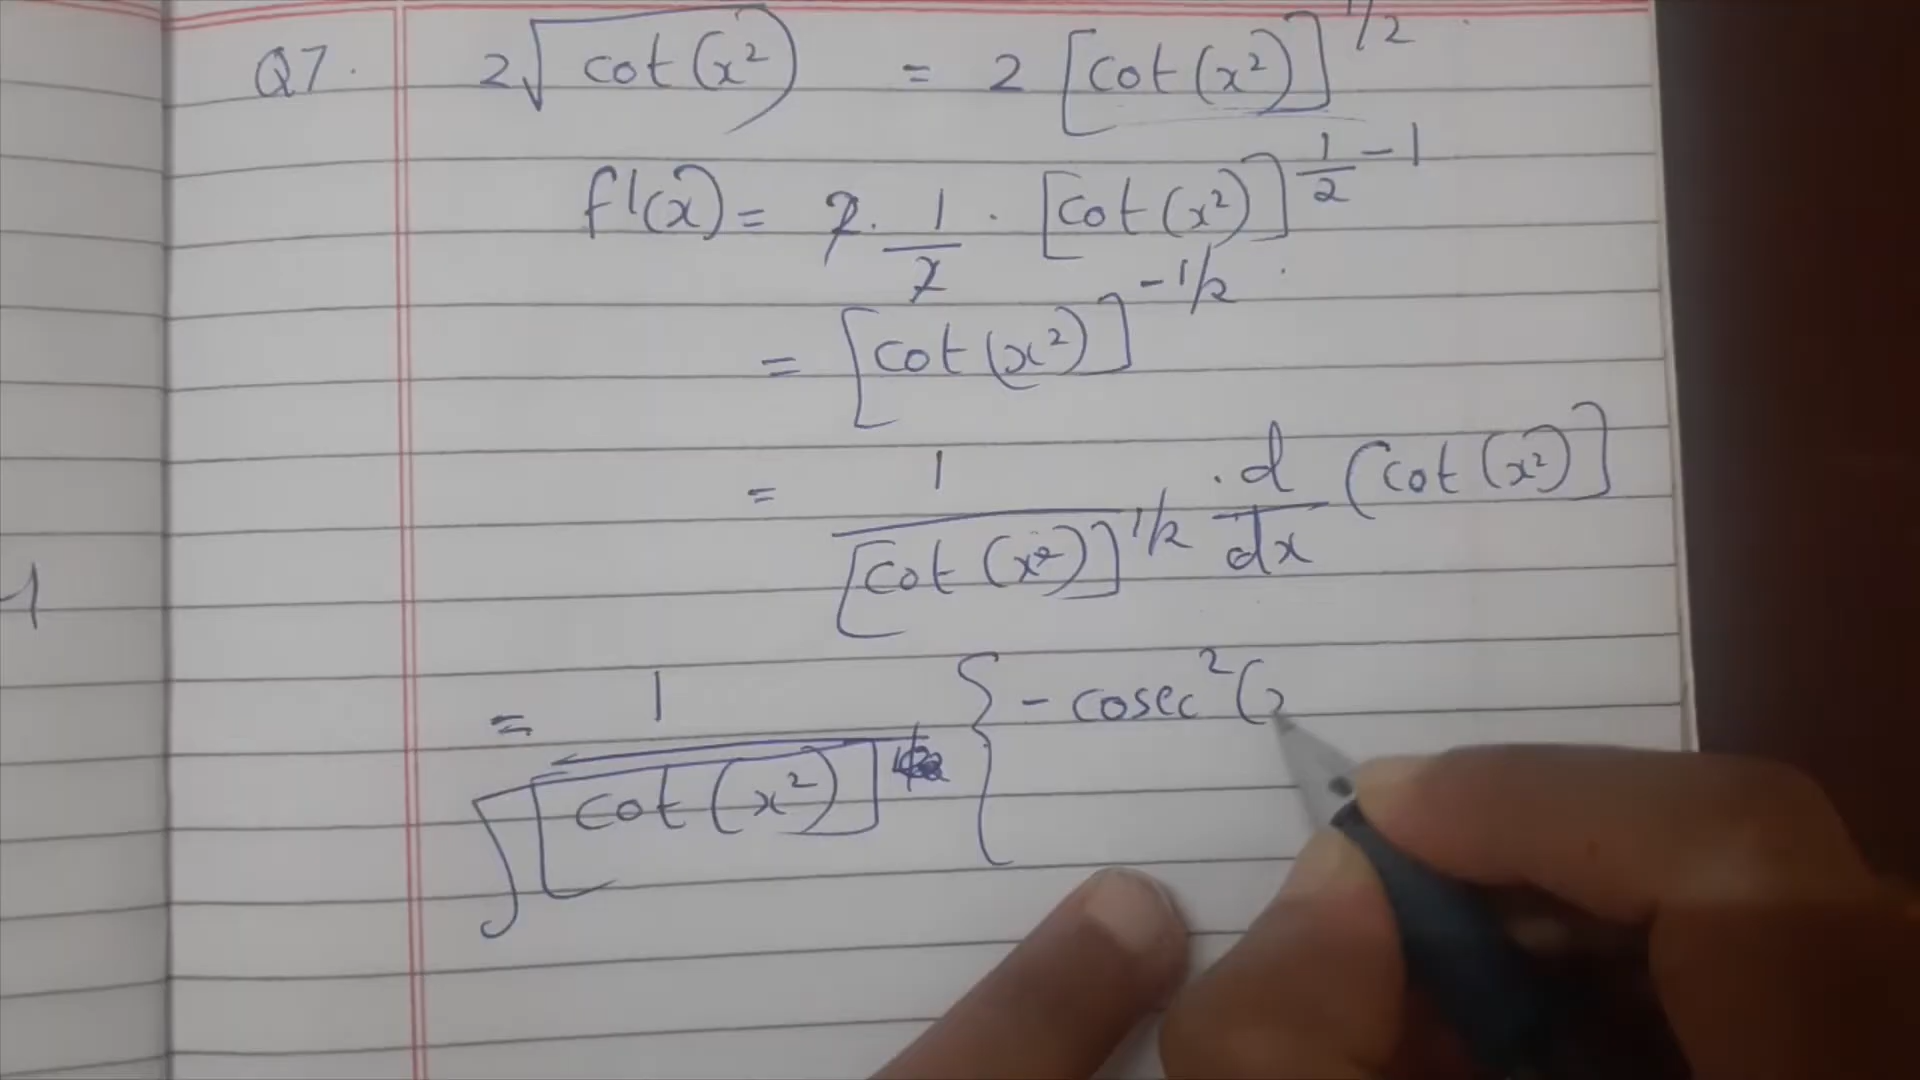 Q7. 2√cot(x²) = 2[cot(x²)]^1/2
f'(x) = 2 · 1/2 · [cot(x²)]^1/2 - 1
= [cot(x²)]^-1/2
= 1/[cot(x²)]^1/2 · d/dx (cot(x²)]
= 1/√[cot(x²)] { - cosec²(
1